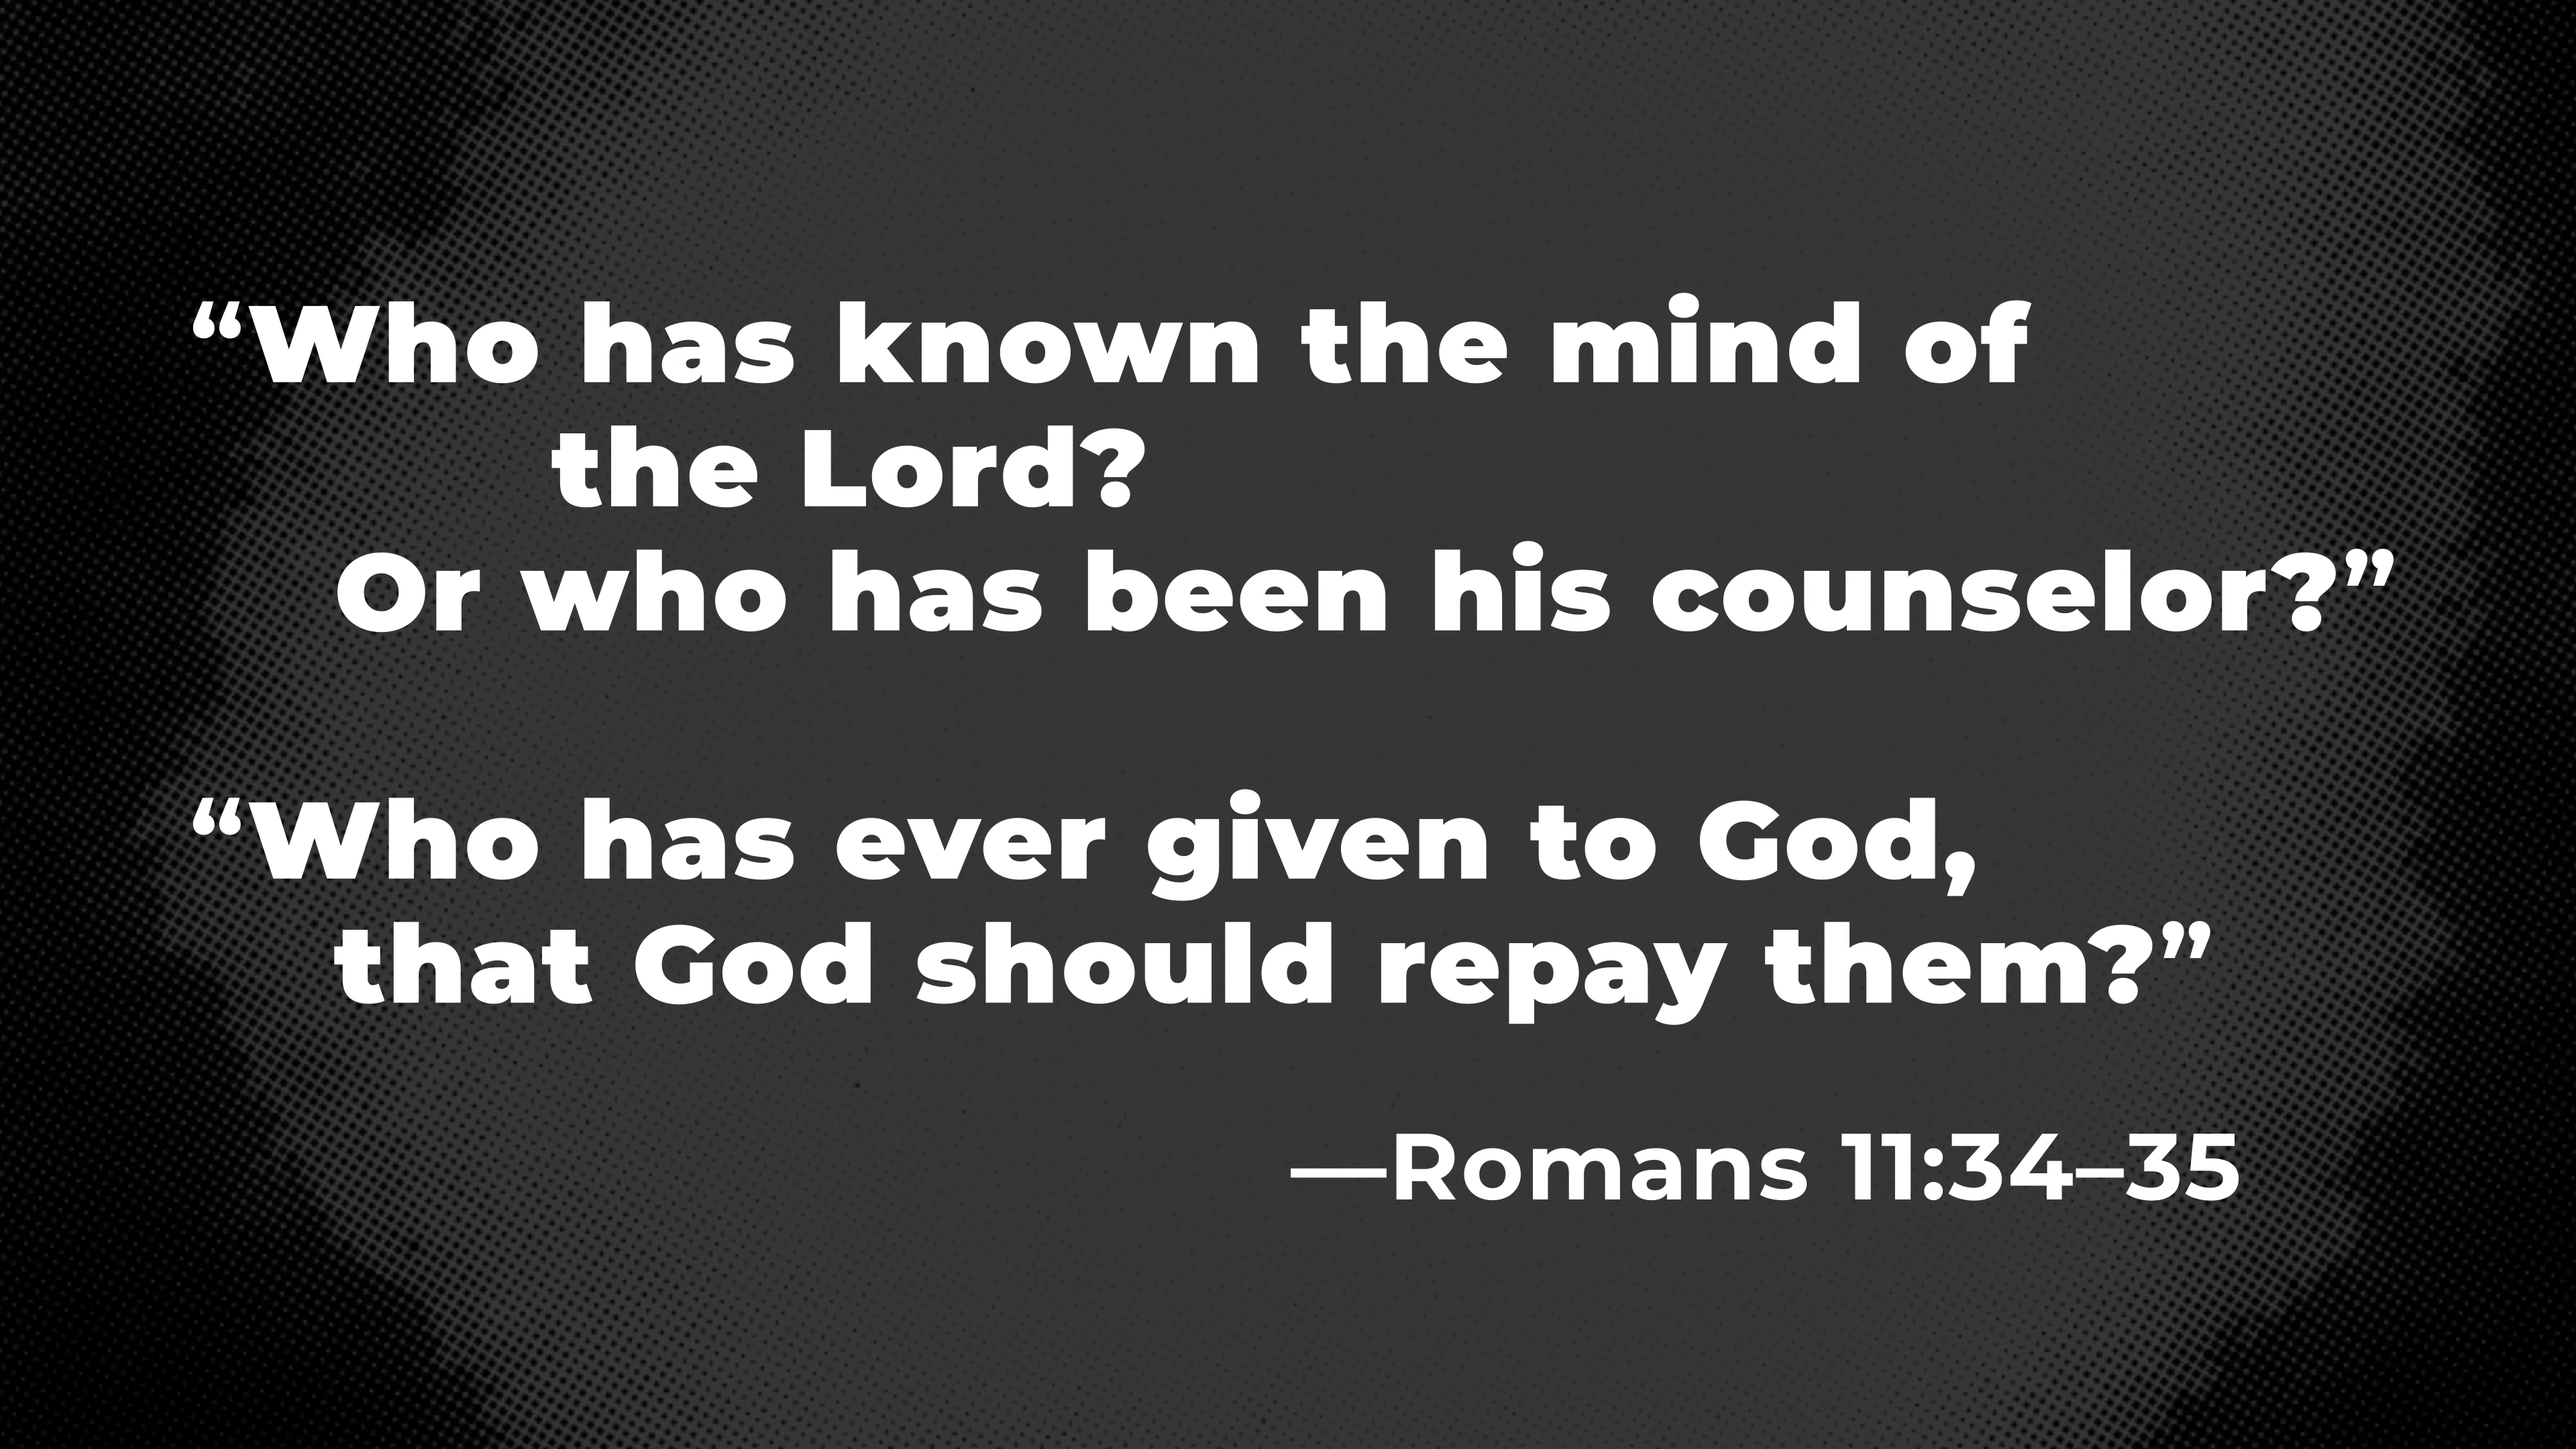 “Who has known the mind of
the Lord?
Or who has been his counselor?”
“Who has ever given to God,
that God should repay them?”
—Romans 11:34–35